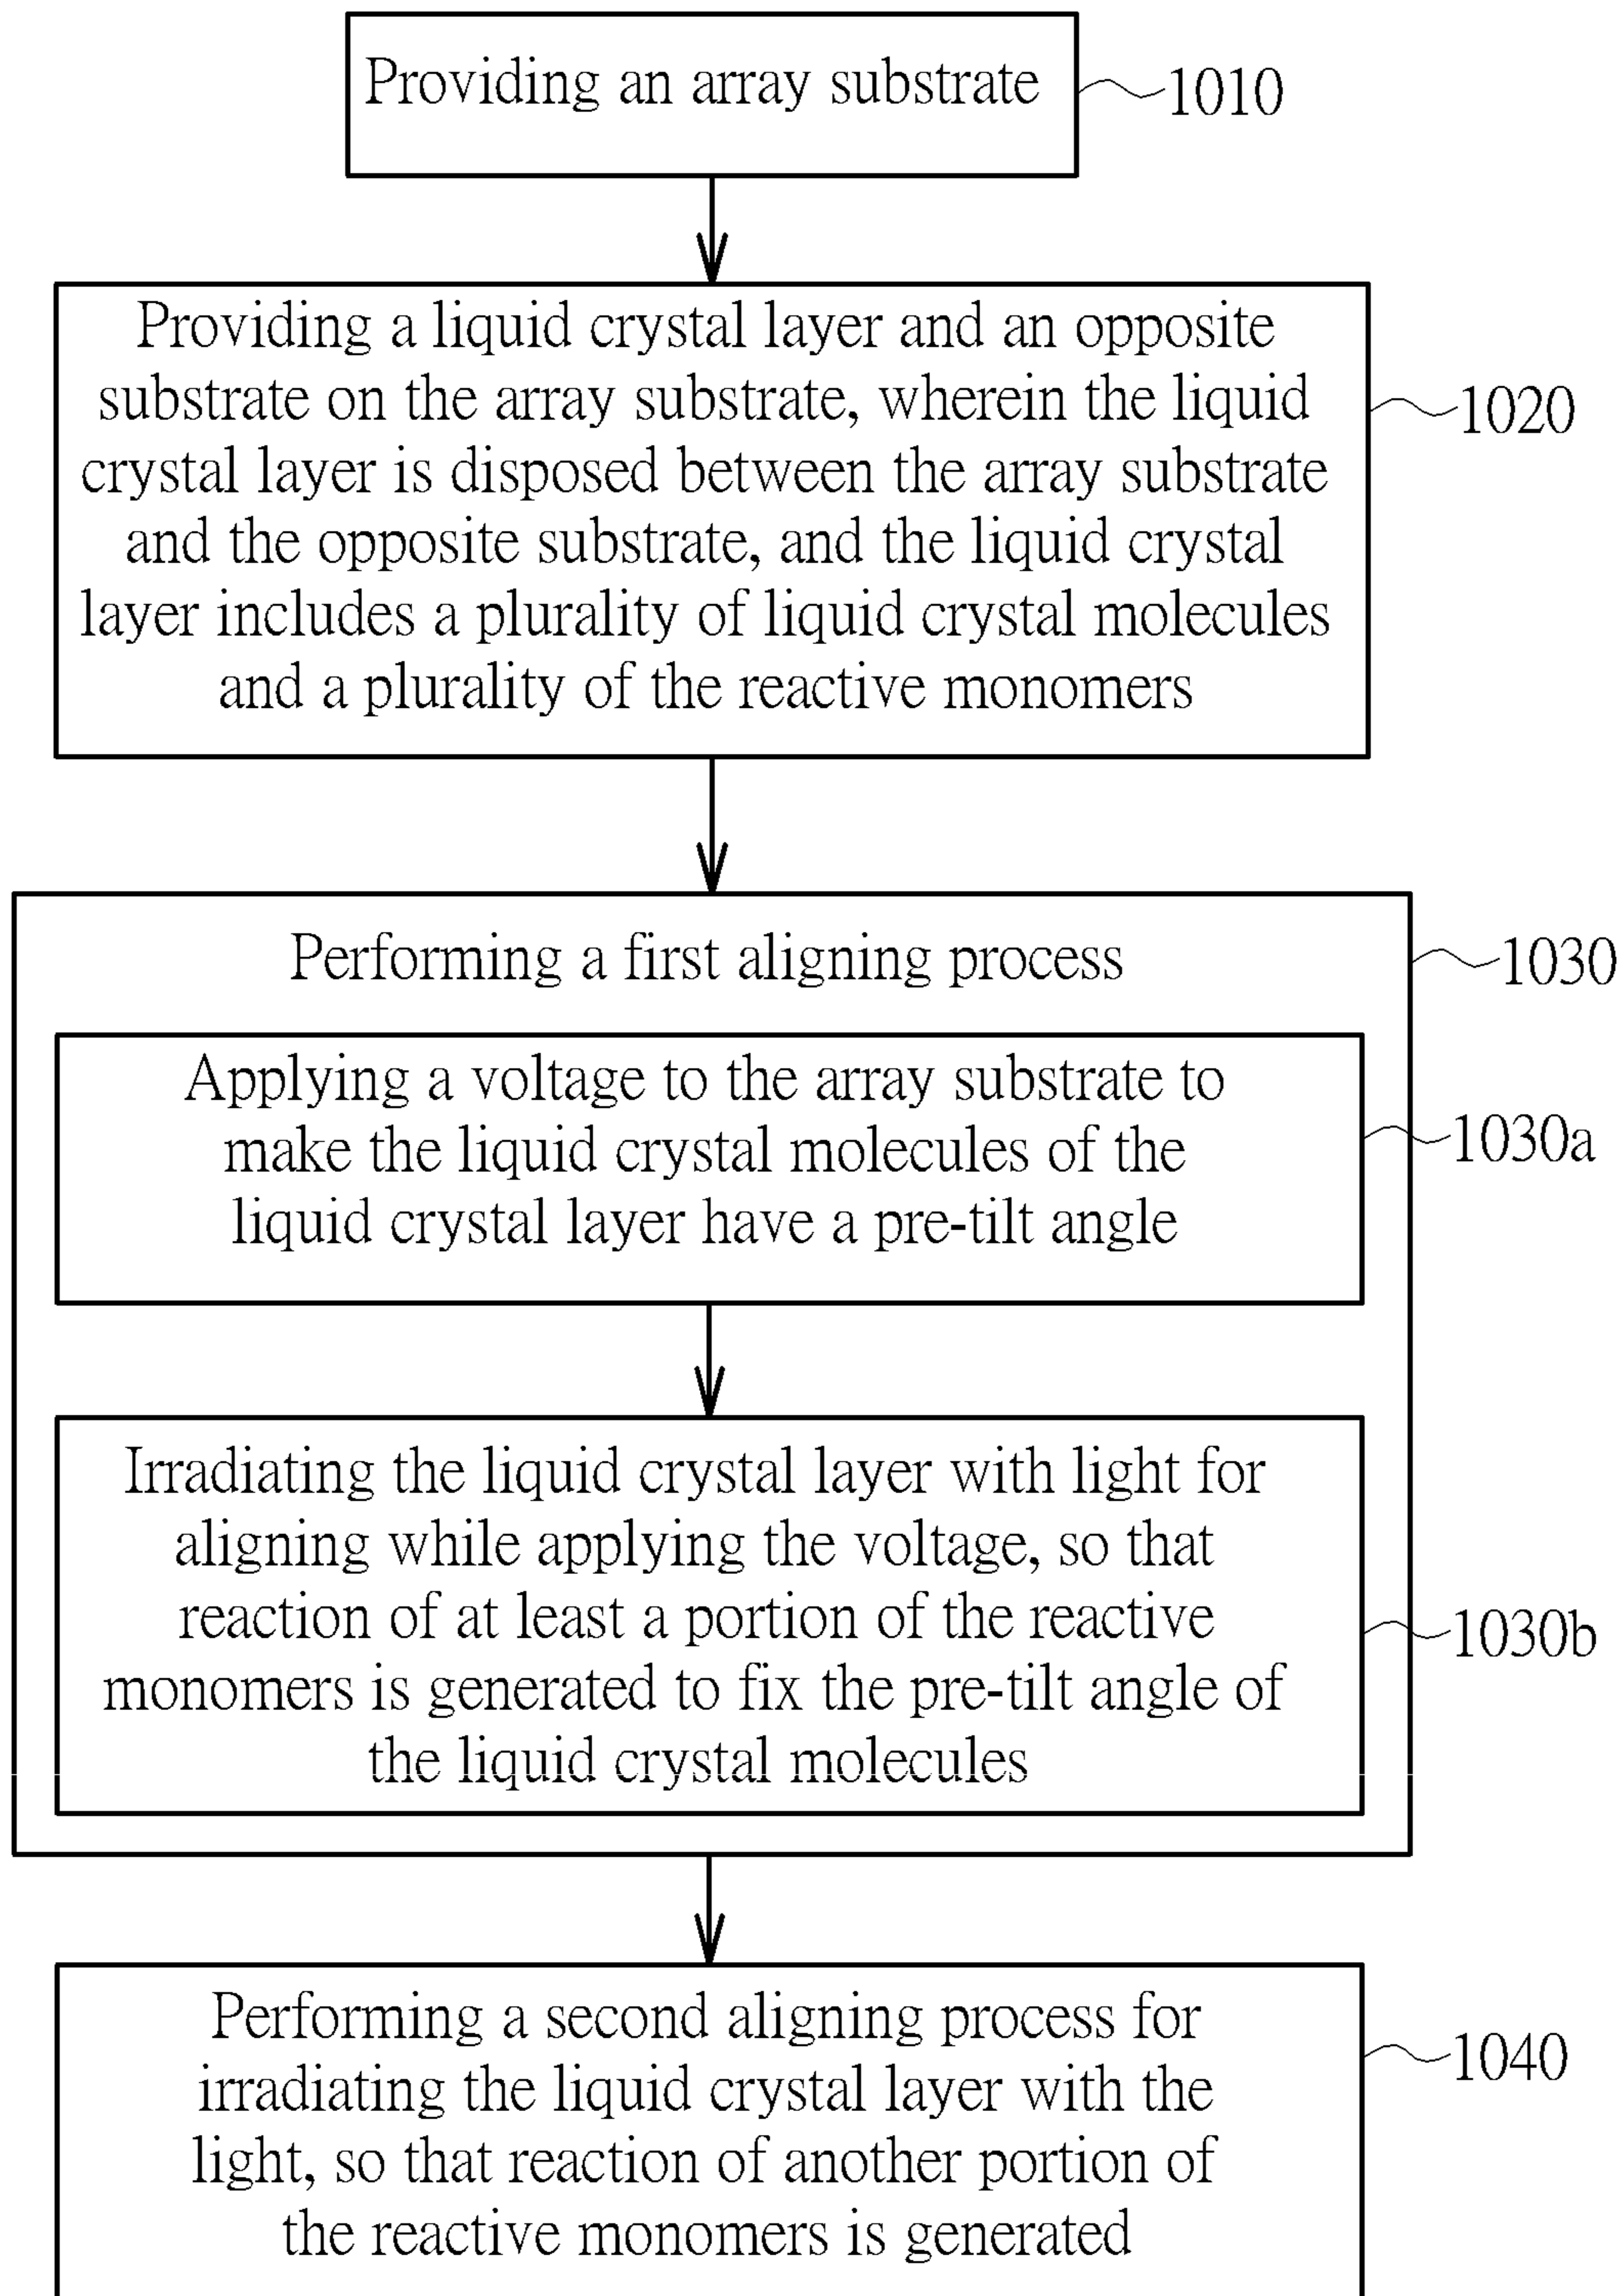 Providing an array substrate
1010
Providing a liquid crystal layer and an opposite
substrate on the array substrate, wherein the liquid
crystal layer is disposed between the array substrate
and the opposite substrate, and the liquid crystal
layer includes a plurality of liquid crystal molecules
and a plurality of the reactive monomers
1020
Performing a first aligning process
1030
Applying a voltage to the array substrate to
make the liquid crystal molecules of the
liquid crystal layer have a pre-tilt angle
1030a
Irradiating the liquid crystal layer with light for
aligning while applying the voltage, so that
reaction of at least a portion of the reactive
monomers is generated to fix the pre-tilt angle of
the liquid crystal molecules
1030b
Performing a second aligning process for
irradiating the liquid crystal layer with the
light, so that reaction of another portion of
the reactive monomers is generated
1040